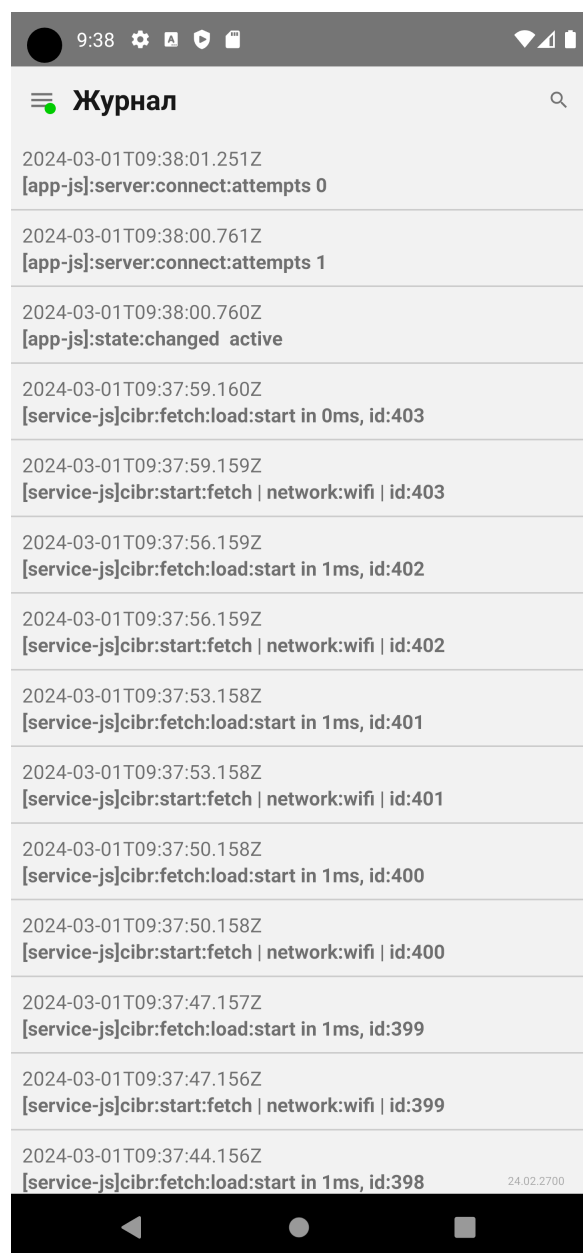 9:38
Журнал
2024-03-01T09:38:01.251Z
[app-js]:server:connect:attempts 0
2024-03-01T09:38:00.761Z
[app-js]:server:connect:attempts 1
2024-03-01T09:38:00.760Z
[app-js]:state:changed  active
2024-03-01T09:37:59.160Z
[service-js]cibr:fetch:load:start in 0ms, id:403
2024-03-01T09:37:59.159Z
[service-js]cibr:start:fetch | network:wifi | id:403
2024-03-01T09:37:56.159Z
[service-js]cibr:fetch:load:start in 1ms, id:402
2024-03-01T09:37:56.159Z
[service-js]cibr:start:fetch | network:wifi | id:402
2024-03-01T09:37:53.158Z
[service-js]cibr:fetch:load:start in 1ms, id:401
2024-03-01T09:37:53.158Z
[service-js]cibr:start:fetch | network:wifi | id:401
2024-03-01T09:37:50.158Z
[service-js]cibr:fetch:load:start in 1ms, id:400
2024-03-01T09:37:50.158Z
[service-js]cibr:start:fetch | network:wifi | id:400
2024-03-01T09:37:47.157Z
[service-js]cibr:fetch:load:start in 1ms, id:399
2024-03-01T09:37:47.156Z
[service-js]cibr:start:fetch | network:wifi | id:399
2024-03-01T09:37:44.156Z
[service-js]cibr:fetch:load:start in 1ms, id:398
24.02.2700